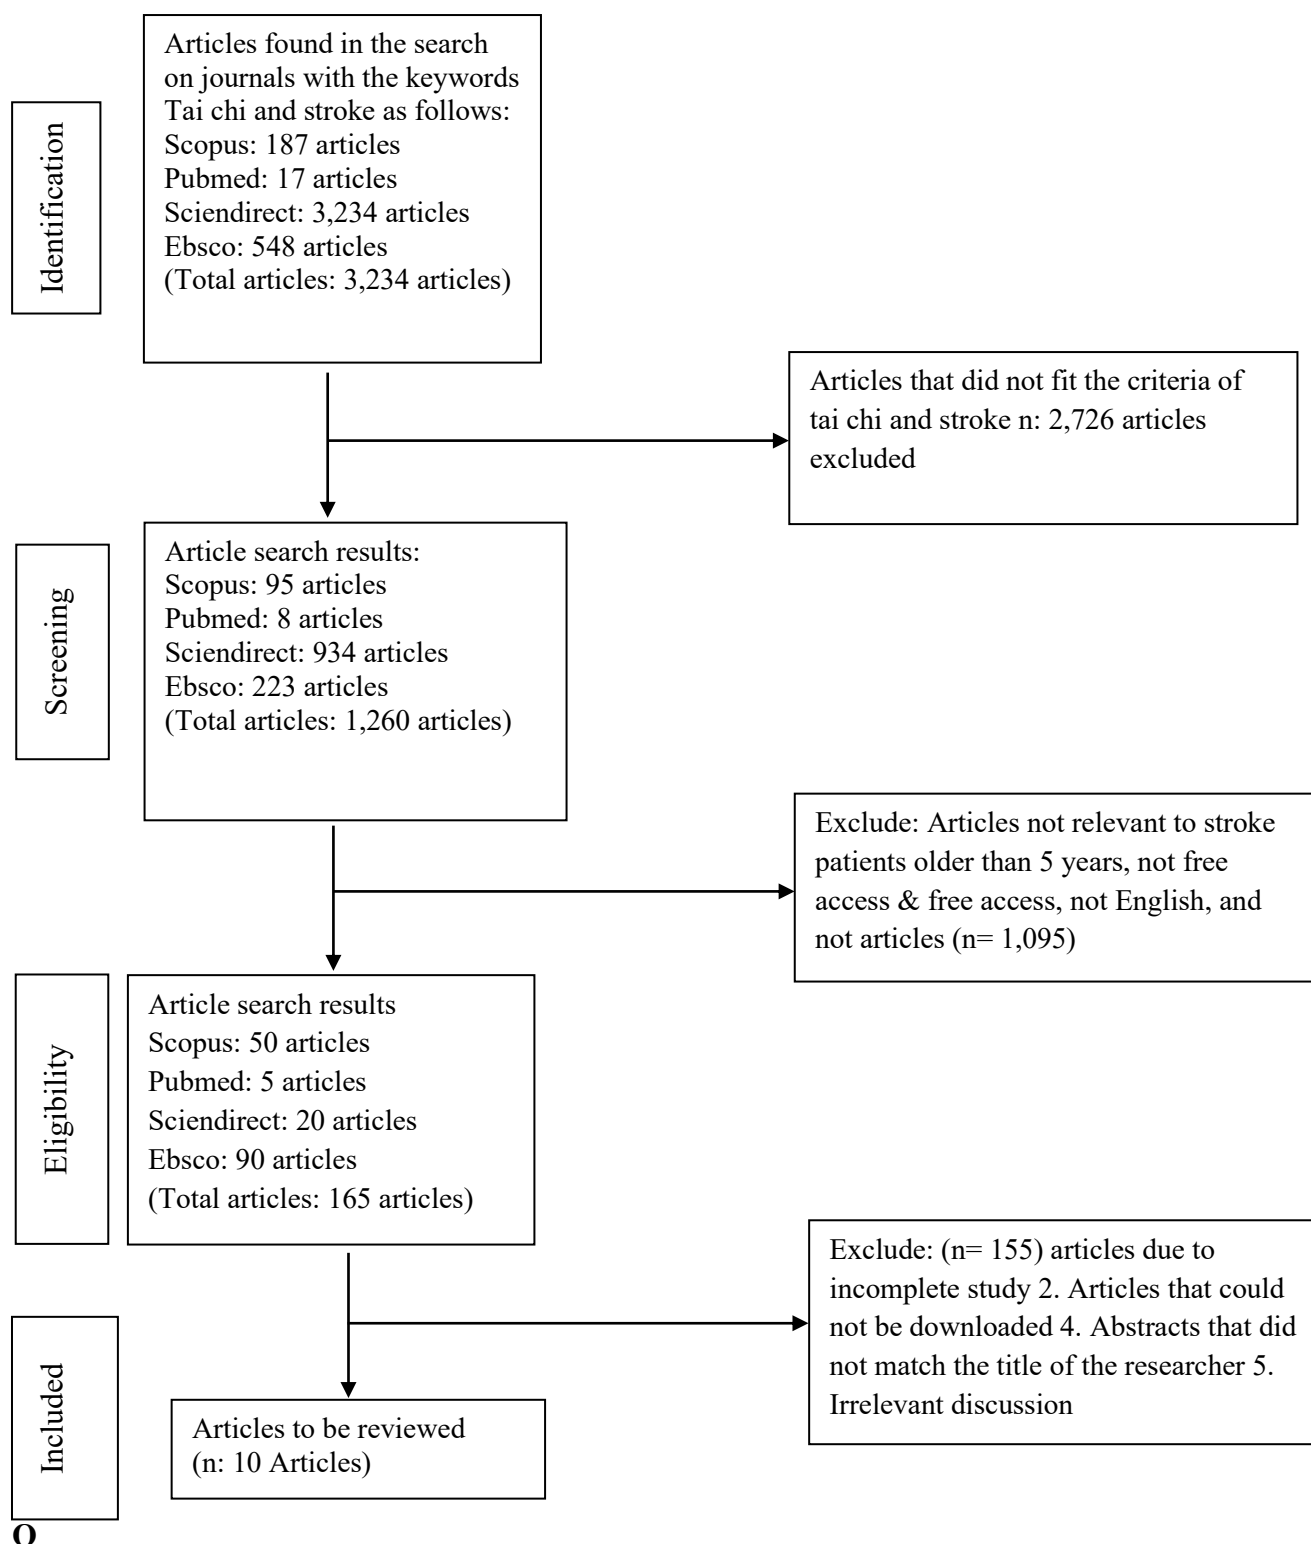 Identification
Articles found in the search
on journals with the keywords
Tai chi and stroke as follows:
Scopus: 187 articles
Pubmed: 17 articles
Sciendirect: 3,234 articles
Ebsco: 548 articles
(Total articles: 3,234 articles)
Articles that did not fit the criteria of
tai chi and stroke n: 2,726 articles
excluded
Screening
Article search results:
Scopus: 95 articles
Pubmed: 8 articles
Sciendirect: 934 articles
Ebsco: 223 articles
(Total articles: 1,260 articles)
Exclude: Articles not relevant to stroke
patients older than 5 years, not free
access & free access, not English, and
not articles (n= 1,095)
Eligibility
Article search results
Scopus: 50 articles
Pubmed: 5 articles
Sciendirect: 20 articles
Ebsco: 90 articles
(Total articles: 165 articles)
Exclude: (n= 155) articles due to
incomplete study 2. Articles that could
not be downloaded 4. Abstracts that did
not match the title of the researcher 5.
Irrelevant discussion
Included
Articles to be reviewed
(n: 10 Articles)